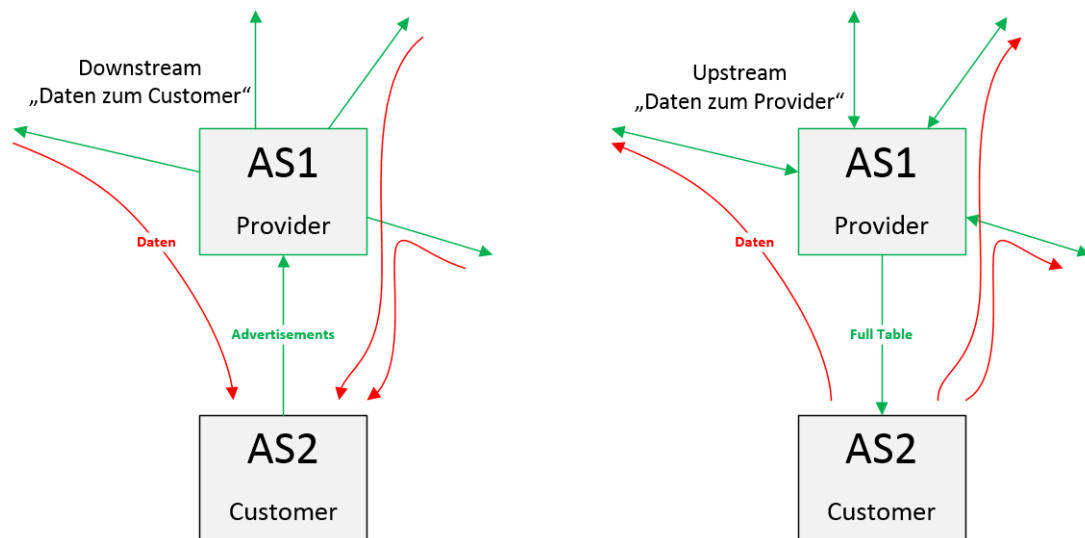 Downstream
„Daten zum Customer“
AS1
Provider
Daten
Advertisements
AS2
Customer
Upstream
„Daten zum Provider“
AS1
Provider
Daten
Full Table
AS2
Customer